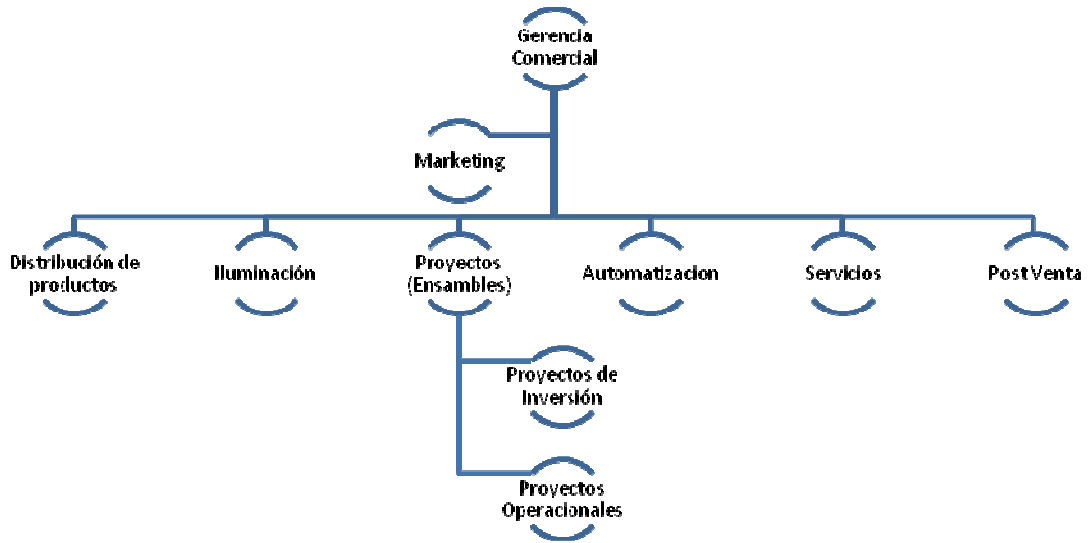 Gerencia
Comercial
Marketing
Distribución de
productos
Iluminación
Proyectos
(Ensambles)
Automatizacion
Servicios
Post Venta
Proyectos de
Inversión
Proyectos
Operacionales